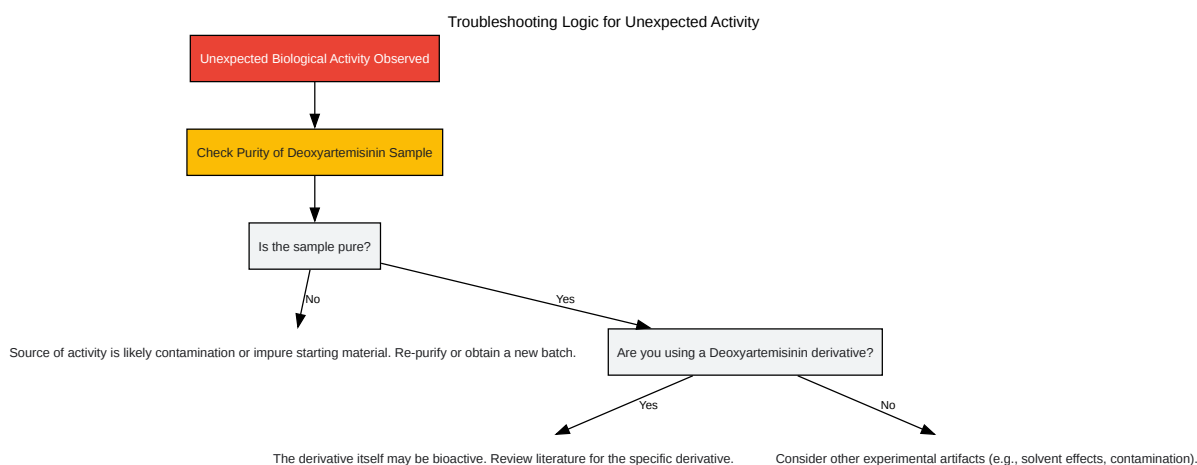 Troubleshooting Logic for Unexpected Activity
Unexpected Biological Activity Observed
Check Purity of Deoxyartemisinin Sample
Is the sample pure?
No
Yes
Source of activity is likely contamination or impure starting material. Re-purify or obtain a new batch.
Are you using a Deoxyartemisinin derivative?
Yes
No
The derivative itself may be bioactive. Review literature for the specific derivative.
Consider other experimental artifacts (e.g., solvent effects, contamination).